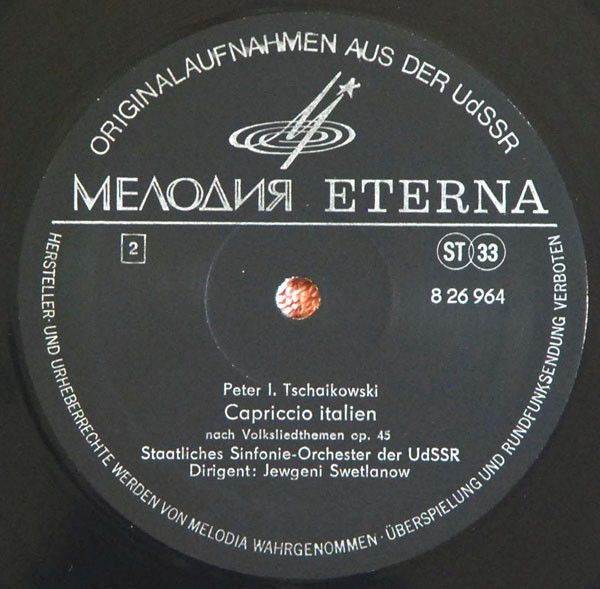 ORIGINALAUFNAHMEN AUS DER UdSSR
МЕЛОДИЯ ETERNA
2
ST 33
8 26 964
Peter I. Tschaikowski
Capriccio italien
nach Volksliedthemen op. 45
Staatliches Sinfonie-Orchester der UdSSR
Dirigent: Jewgeni Swetlanow
HERSTELLER- UND URHEBERRECHTE WERDEN VON MELODIA WAHRGENOMMEN · ÜBERSPIELUNG UND RUNDFUNKSENDUNG VERBOTEN